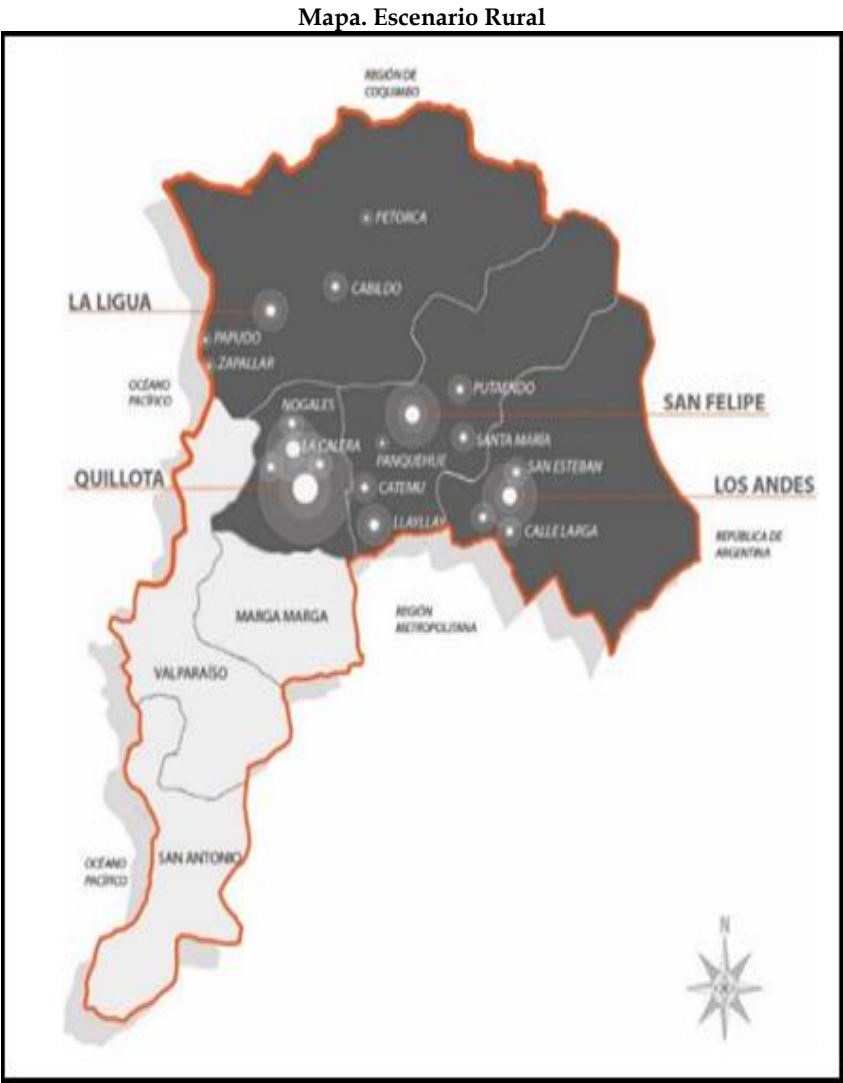 Mapa. Escenario Rural
REGIÓN DE
COQUIMBO
PETORCA
CABILDO
LA LIGUA
PAPUDO
ZAPALLAR
OCÉANO
PACÍFICO
PUTAENDO
SAN FELIPE
NOGALES
SANTA MARÍA
LA CALERA
PANQUEHUE
SAN ESTEBAN
QUILLOTA
CATEMU
LOS ANDES
LLAYLLAY
CALLE LARGA
REPÚBLICA DE
ARGENTINA
MARGA MARGA
REGIÓN
METROPOLITANA
VALPARAÍSO
SAN ANTONIO
OCÉANO
PACÍFICO
N